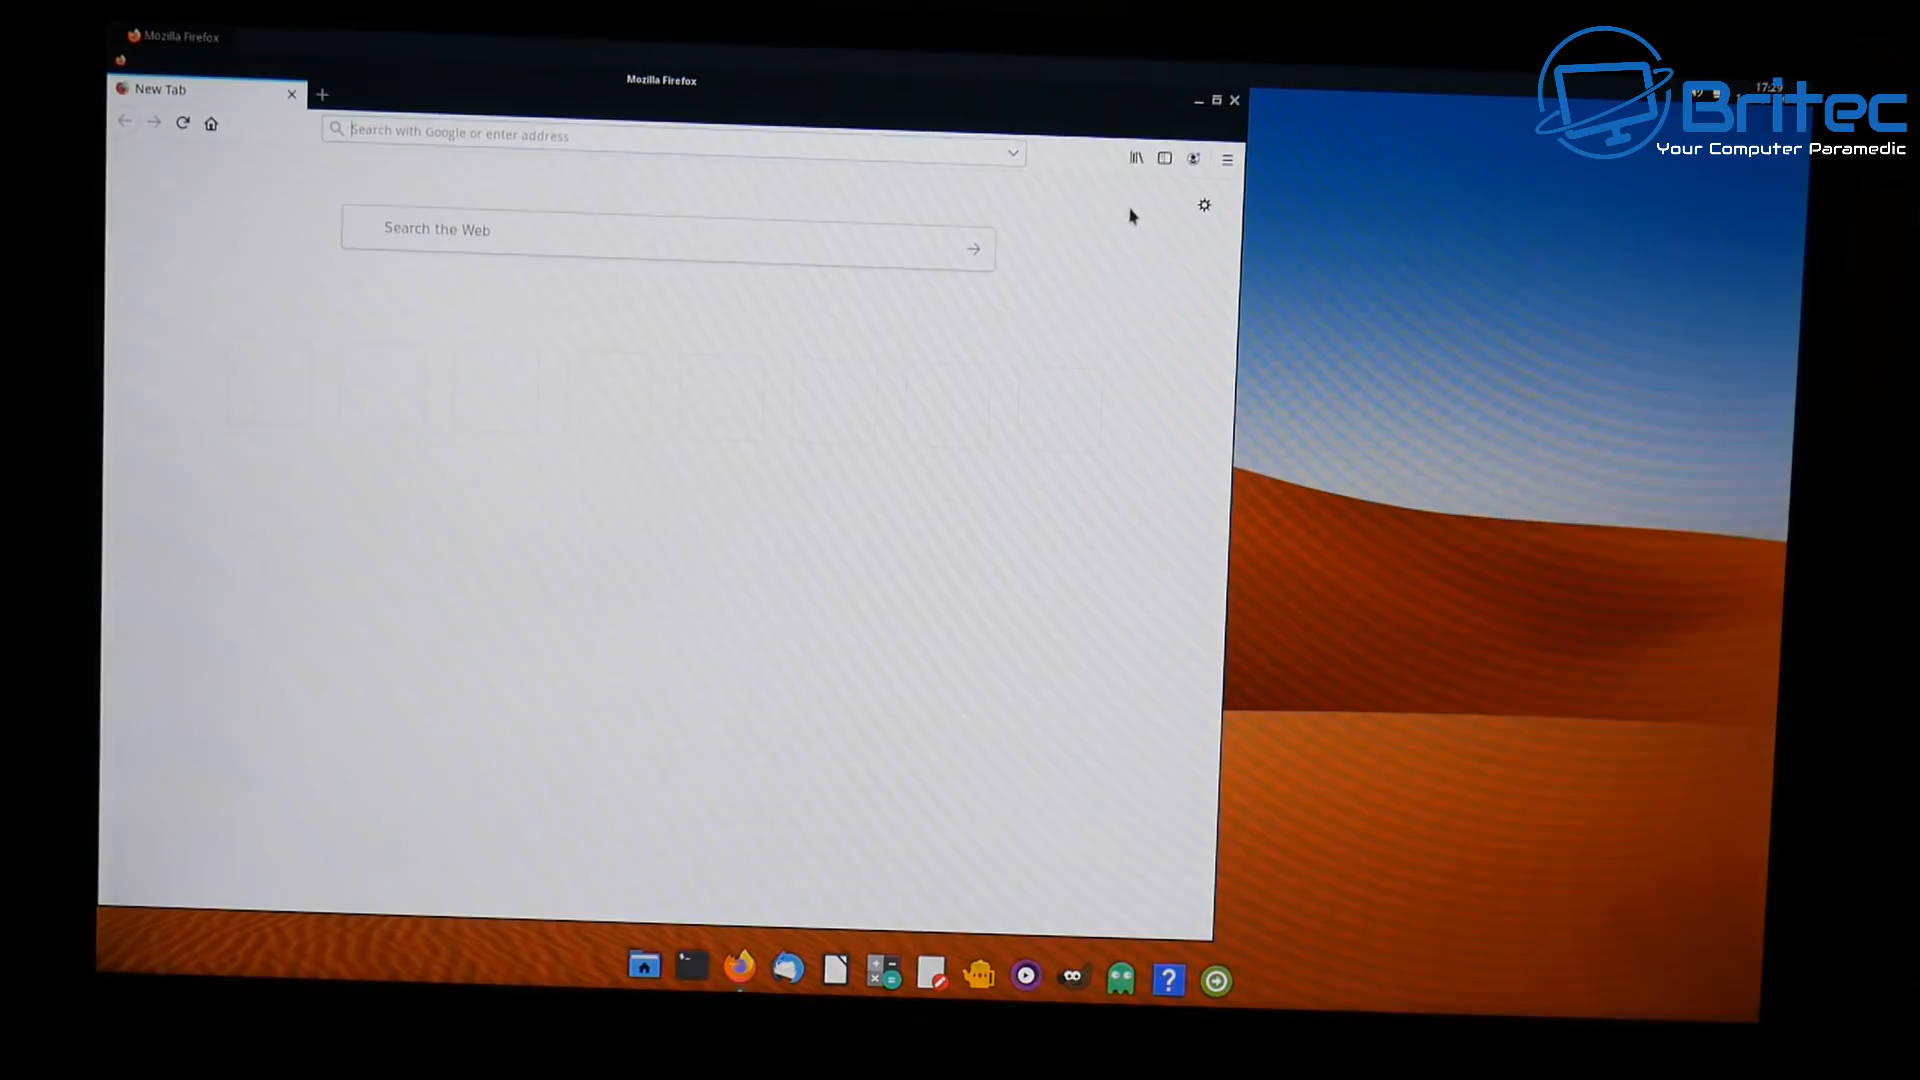 Mozilla Firefox
Mozilla Firefox
17:29
Britec
Your Computer Paramedic
New Tab
Search with Google or enter address
Search the Web